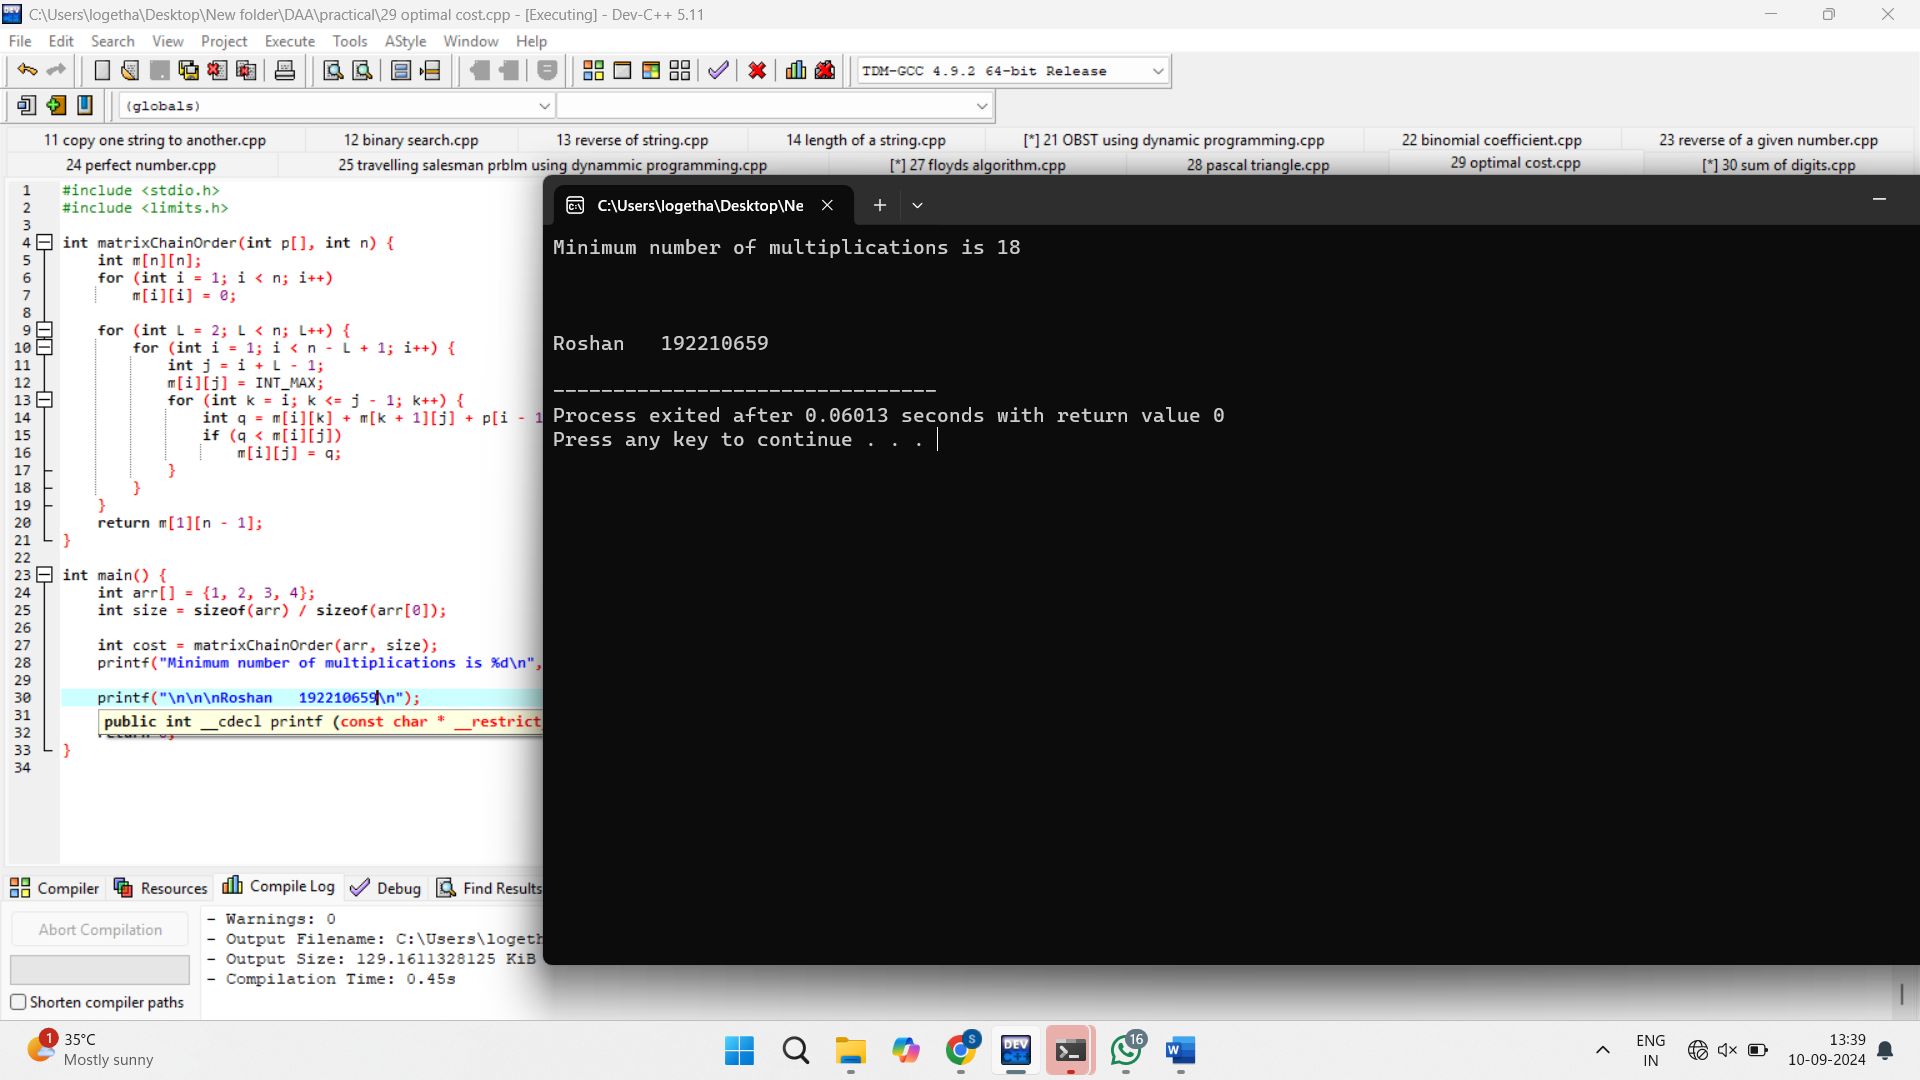 C:\Users\logetha\Desktop\New folder\DAA\practical\29 optimal cost.cpp - [Executing] - Dev-C++ 5.11
File Edit Search View Project Execute Tools AStyle Window Help
TDM-GCC 4.9.2 64-bit Release
(globals)
11 copy one string to another.cpp 12 binary search.cpp 13 reverse of string.cpp 14 length of a string.cpp [*] 21 OBST using dynamic programming.cpp 22 binomial coefficient.cpp 23 reverse of a given number.cpp
24 perfect number.cpp 25 travelling salesman prblm using dynammic programming.cpp [*] 27 floyds algorithm.cpp 28 pascal triangle.cpp 29 optimal cost.cpp [*] 30 sum of digits.cpp
1 #include <stdio.h>
2 #include <limits.h>
3
4 int matrixChainOrder(int p[], int n) {
5 int m[n][n];
6 for (int i = 1; i < n; i++)
7 m[i][i] = 0;
8
9 for (int L = 2; L < n; L++) {
10 for (int i = 1; i < n - L + 1; i++) {
11 int j = i + L - 1;
12 m[i][j] = INT_MAX;
13 for (int k = i; k <= j - 1; k++) {
14 int q = m[i][k] + m[k + 1][j] + p[i - 1
15 if (q < m[i][j])
16 m[i][j] = q;
17 }
18 }
19 }
20 return m[1][n - 1];
21 }
22
23 int main() {
24 int arr[] = {1, 2, 3, 4};
25 int size = sizeof(arr) / sizeof(arr[0]);
26
27 int cost = matrixChainOrder(arr, size);
28 printf("Minimum number of multiplications is %d\n",
29
30 printf("\n\n\nRoshan   192210659\n");
31 public int __cdecl printf (const char * __restrict
32
33 }
34
C:\Users\logetha\Desktop\Ne
Minimum number of multiplications is 18
Roshan   192210659
--------------------------------
Process exited after 0.06013 seconds with return value 0
Press any key to continue . . .
Compiler Resources Compile Log Debug Find Results
Abort Compilation
Shorten compiler paths
- Warnings: 0
- Output Filename: C:\Users\logeth
- Output Size: 129.1611328125 KiB
- Compilation Time: 0.45s
1
35°C
Mostly sunny
S
DEV
C++
16
W
ENG
IN
13:39
10-09-2024